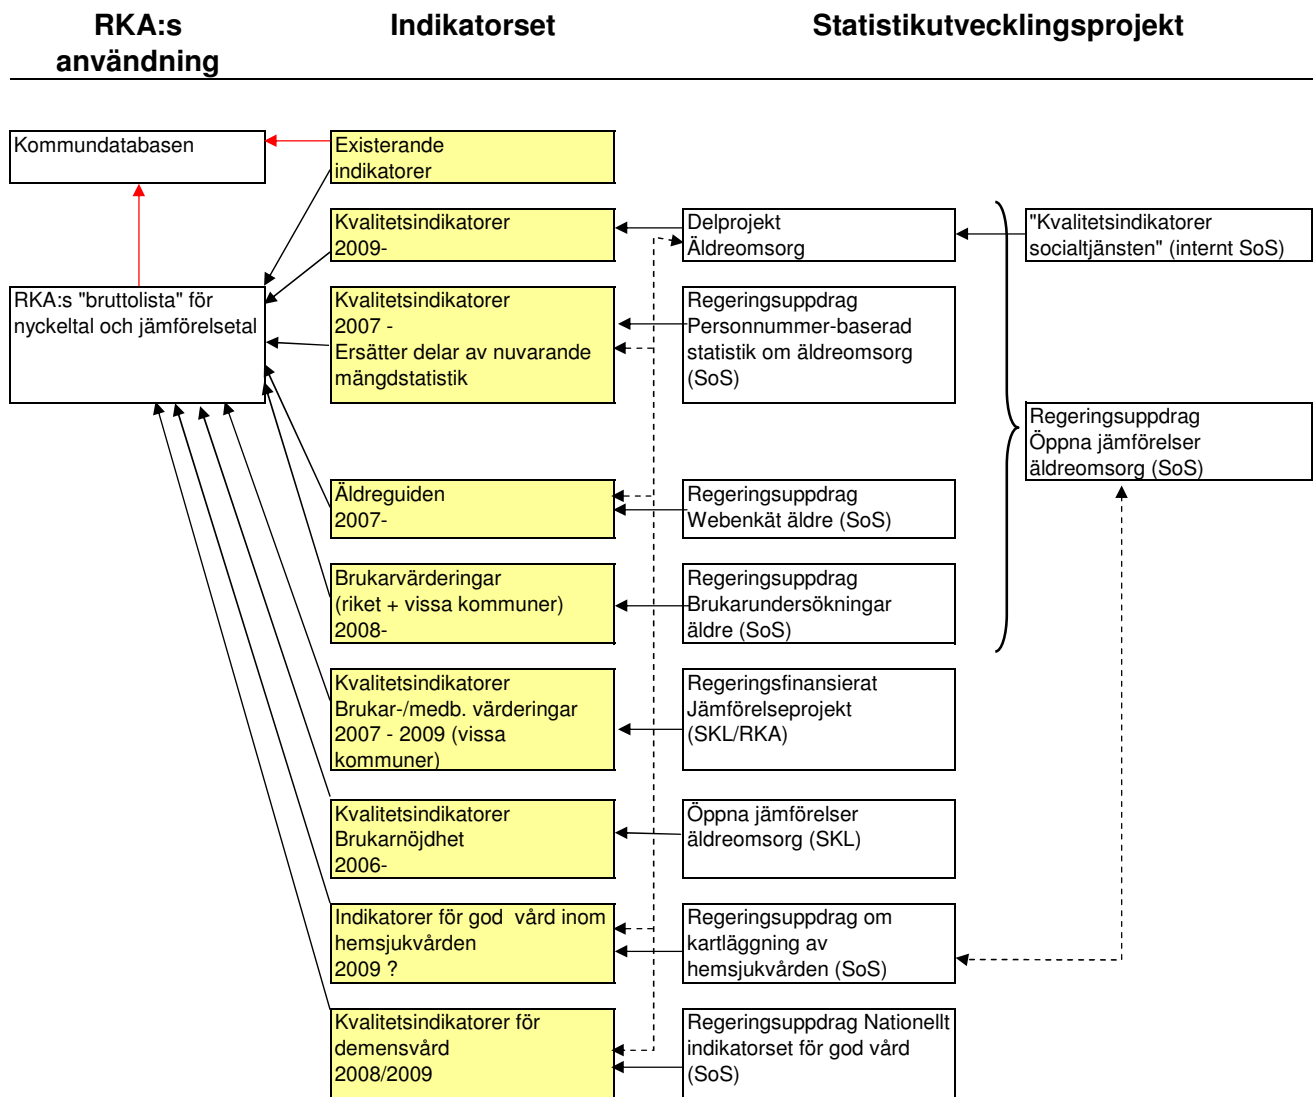 RKA:s
användning
Indikatorset
Statistikutvecklingsprojekt
Kommundatabasen
Existerande
indikatorer
Kvalitetsindikatorer
2009-
Delprojekt
Äldreomsorg
"Kvalitetsindikatorer
socialtjänsten" (internt SoS)
RKA:s "bruttolista" för
nyckeltal och jämförelsetal
Kvalitetsindikatorer
2007 -
Ersätter delar av nuvarande
mängdstatistik
Regeringsuppdrag
Personnummer-baserad
statistik om äldreomsorg
(SoS)
Regeringsuppdrag
Öppna jämförelser
äldreomsorg (SoS)
Äldreguiden
2007-
Regeringsuppdrag
Webenkät äldre (SoS)
Brukarvärderingar
(riket + vissa kommuner)
2008-
Regeringsuppdrag
Brukarundersökningar
äldre (SoS)
Kvalitetsindikatorer
Brukar-/medb. värderingar
2007 - 2009 (vissa
kommuner)
Regeringsfinansierat
Jämförelseprojekt
(SKL/RKA)
Kvalitetsindikatorer
Brukarnöjdhet
2006-
Öppna jämförelser
äldreomsorg (SKL)
Indikatorer för god  vård inom
hemsjukvården
2009 ?
Regeringsuppdrag om
kartläggning av
hemsjukvården (SoS)
Kvalitetsindikatorer för
demensvård
2008/2009
Regeringsuppdrag Nationellt
indikatorset för god vård
(SoS)